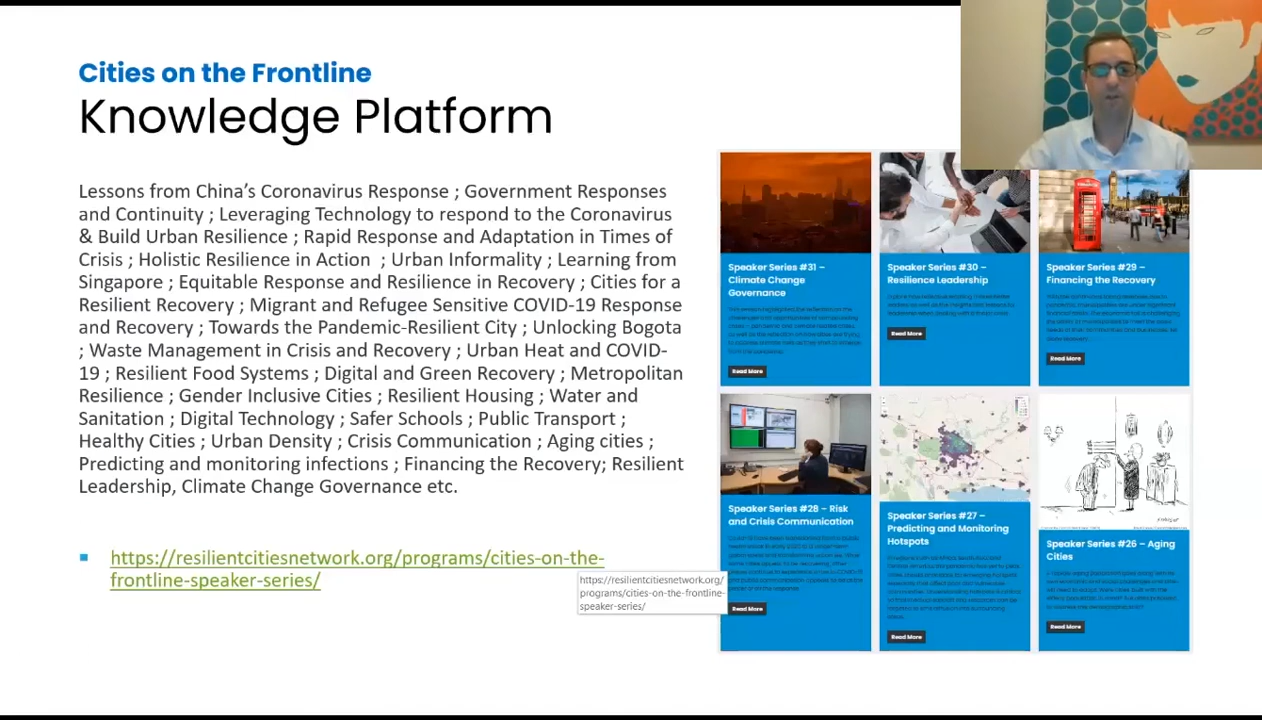 Cities on the Frontline
Knowledge Platform
Lessons from China's Coronavirus Response ; Government Responses
and Continuity ; Leveraging Technology to respond to the Coronavirus
& Build Urban Resilience ; Rapid Response and Adaptation in Times of
Crisis ; Holistic Resilience in Action ; Urban Informality ; Learning from
Singapore ; Equitable Response and Resilience in Recovery ; Cities for a
Resilient Recovery ; Migrant and Refugee Sensitive COVID-19 Response
and Recovery ; Towards the Pandemic-Resilient City ; Unlocking Bogota
; Waste Management in Crisis and Recovery ; Urban Heat and COVID-
19 ; Resilient Food Systems ; Digital and Green Recovery ; Metropolitan
Resilience ; Gender Inclusive Cities ; Resilient Housing ; Water and
Sanitation ; Digital Technology ; Safer Schools ; Public Transport ;
Healthy Cities ; Urban Density ; Crisis Communication ; Aging cities ;
Predicting and monitoring infections ; Financing the Recovery; Resilient
Leadership, Climate Change Governance etc.
https://resilientcitiesnetwork.org/programs/cities-on-the-
frontline-speaker-series/
https://resilientcitiesnetwork.org/
programs/cities-on-the-frontline-
speaker-series/
Speaker Series #31 –
Climate Change
Governance
Read More
Speaker Series #30 –
Resilience Leadership
Read More
Speaker Series #29 –
Financing the Recovery
Read More
Speaker Series #28 – Risk
and Crisis Communication
Read More
Speaker Series #27 –
Predicting and Monitoring
Hotspots
Read More
Speaker Series #26 – Aging
Cities
Read More